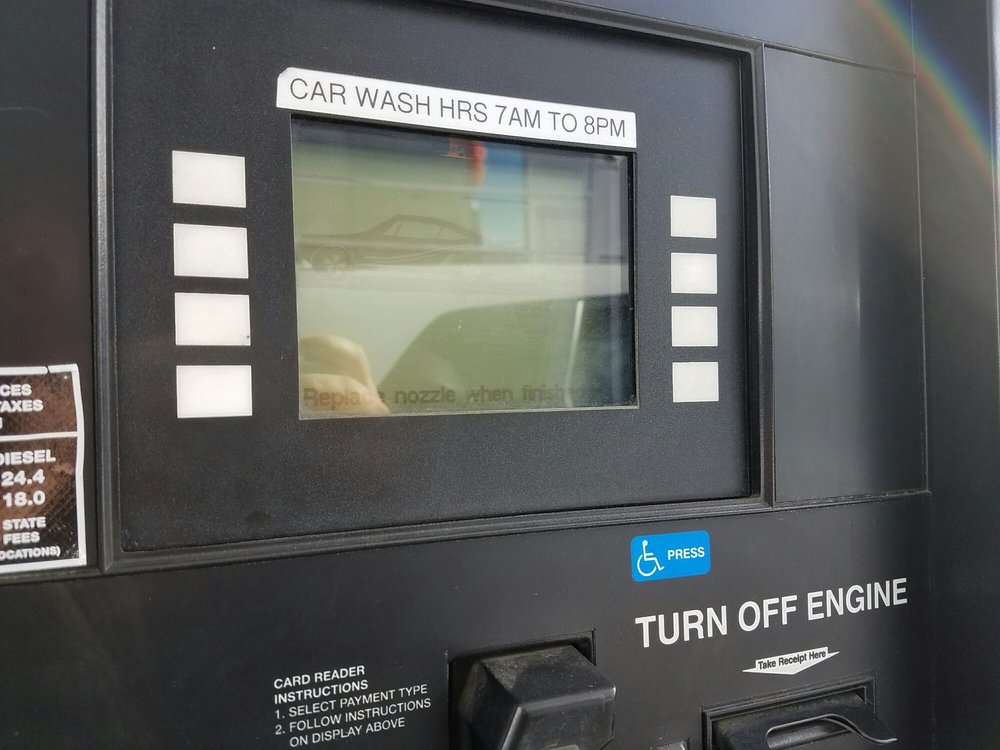 CAR WASH HRS 7AM TO 8PM
Replace nozzle when
CES
TAXES
DIESEL
24.4
18.0
STATE
FEES
OCATIONS)
PRESS
TURN OFF ENGINE
Take Receipt Here
CARD READER
INSTRUCTIONS
1. SELECT PAYMENT TYPE
2. FOLLOW INSTRUCTIONS
ON DISPLAY ABOVE